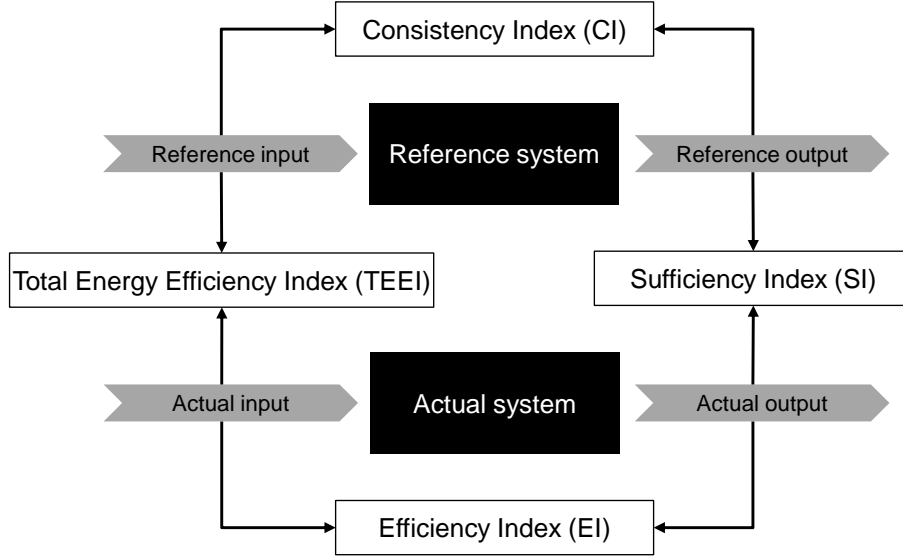 Consistency Index (CI)
Reference input
Reference system
Reference output
Total Energy Efficiency Index (TEEI)
Sufficiency Index (SI)
Actual input
Actual system
Actual output
Efficiency Index (EI)